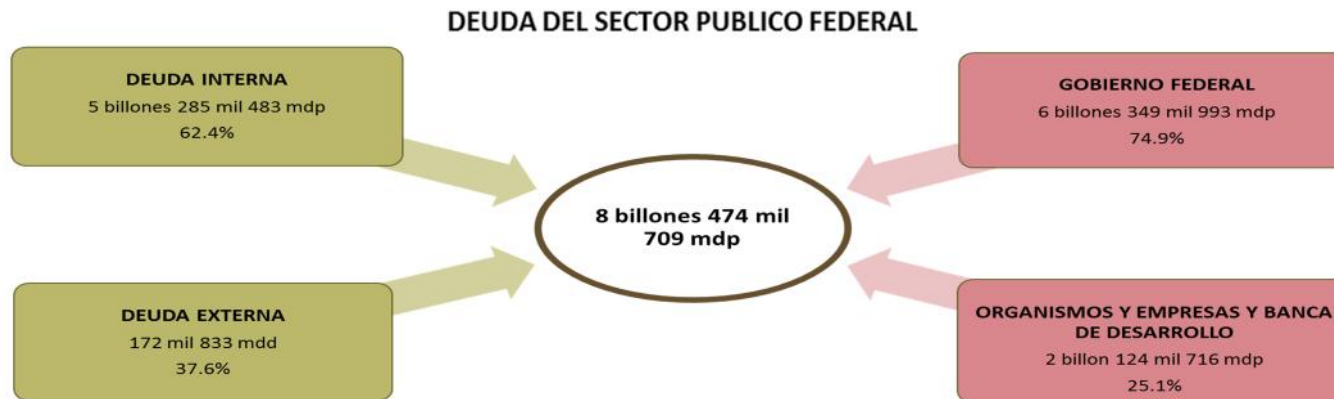 DEUDA DEL SECTOR PUBLICO FEDERAL
DEUDA INTERNA
5 billones 285 mil 483 mdp
62.4%
GOBIERNO FEDERAL
6 billones 349 mil 993 mdp
74.9%
8 billones 474 mil
709 mdp
DEUDA EXTERNA
172 mil 833 mdd
37.6%
ORGANISMOS Y EMPRESAS Y BANCA
DE DESARROLLO
2 billon 124 mil 716 mdp
25.1%